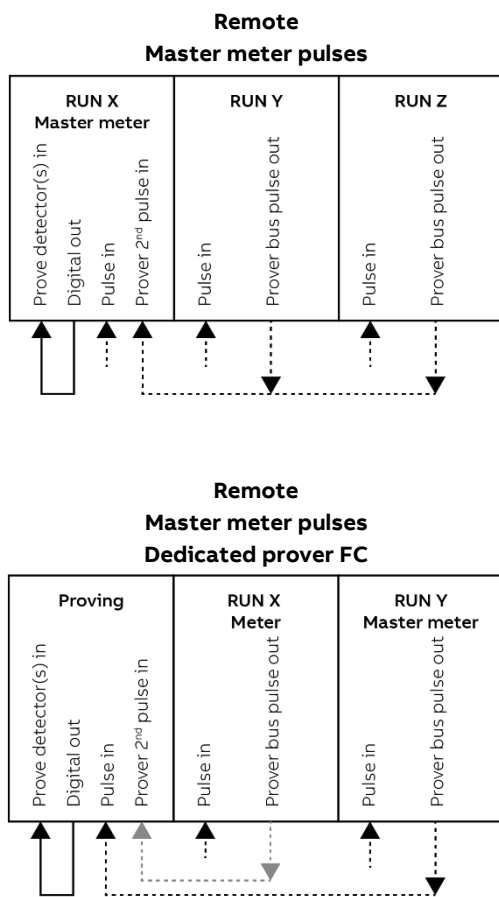 Remote
Master meter pulses
RUN X
Master meter
RUN Y
RUN Z
Prove detector(s) in
Digital out
Pulse in
Prover 2nd pulse in
Pulse in
Prover bus pulse out
Pulse in
Prover bus pulse out
Remote
Master meter pulses
Dedicated prover FC
Proving
RUN X
Meter
RUN Y
Master meter
Prove detector(s) in
Digital out
Pulse in
Prover 2nd pulse in
Pulse in
Prover bus pulse out
Pulse in
Prover bus pulse out